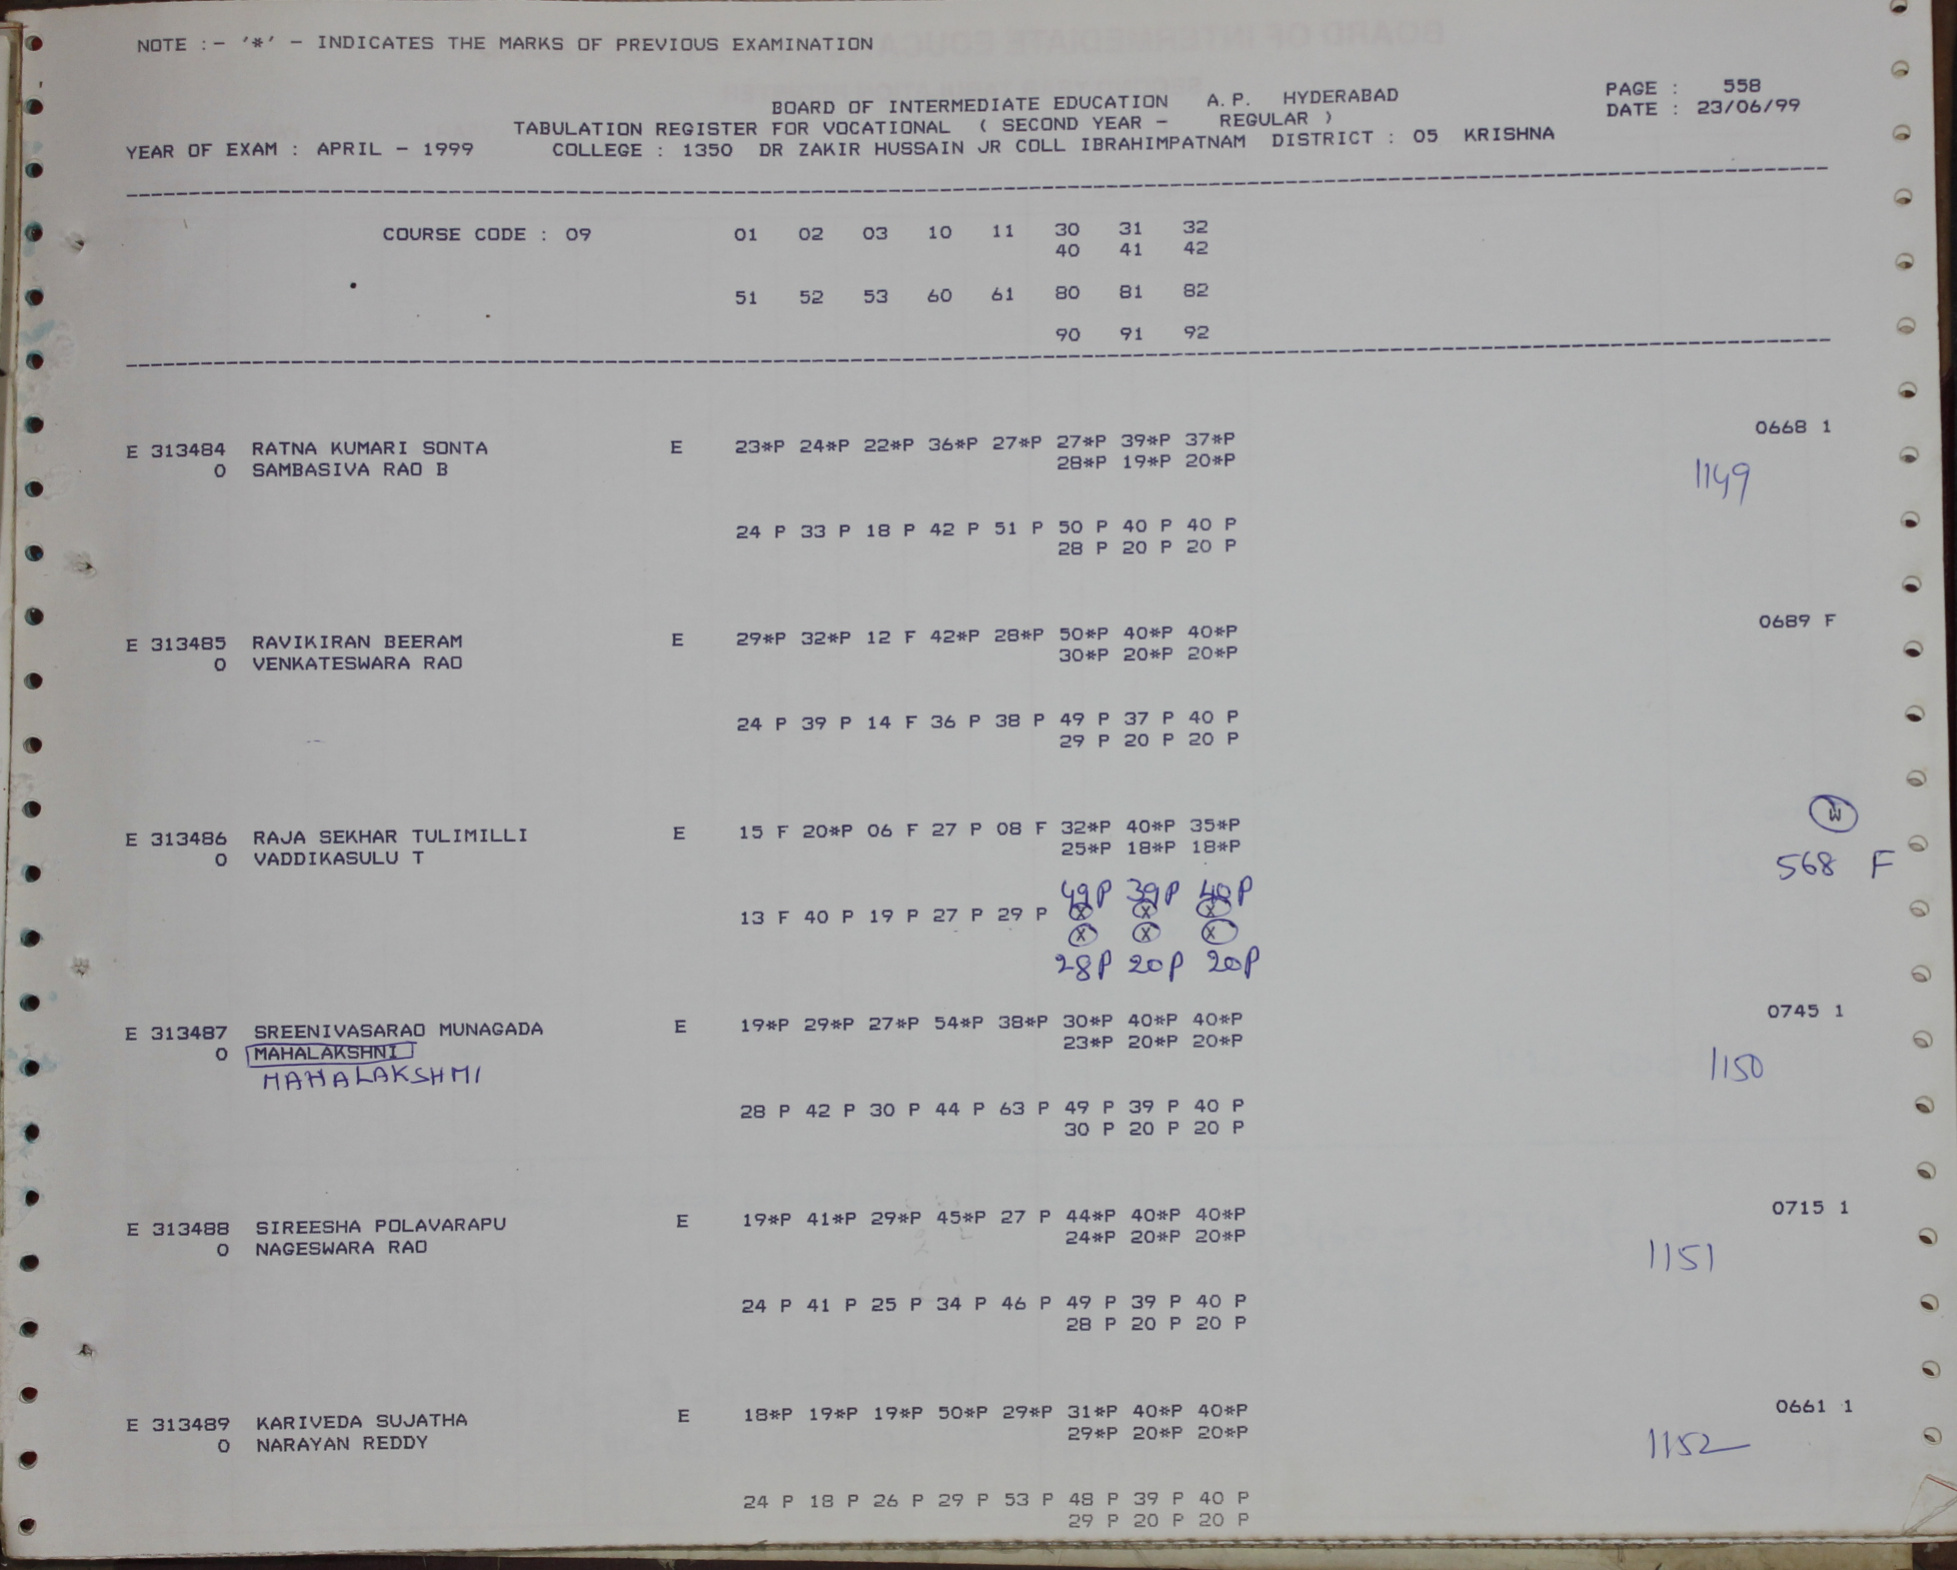 NOTE :- '*' - INDICATES THE MARKS OF PREVIOUS EXAMINATION
BOARD OF INTERMEDIATE EDUCATION A.P. HYDERABAD PAGE : 558
TABULATION REGISTER FOR VOCATIONAL ( SECOND YEAR - REGULAR ) DATE : 23/06/99
YEAR OF EXAM : APRIL - 1999 COLLEGE : 1350 DR ZAKIR HUSSAIN JR COLL IBRAHIMPATNAM DISTRICT : 05 KRISHNA
COURSE CODE : 09 01 02 03 10 11 30 31 32
40 41 42
51 52 53 60 61 80 81 82
90 91 92
E 313484 RATNA KUMARI SONTA E 23*P 24*P 22*P 36*P 27*P 27*P 39*P 37*P 0668 1
0 SAMBASIVA RAO B 28*P 19*P 20*P
1149
24 P 33 P 18 P 42 P 51 P 50 P 40 P 40 P
28 P 20 P 20 P
E 313485 RAVIKIRAN BEERAM E 29*P 32*P 12 F 42*P 28*P 50*P 40*P 40*P 0689 F
0 VENKATESWARA RAO 30*P 20*P 20*P
24 P 39 P 14 F 36 P 38 P 49 P 37 P 40 P
29 P 20 P 20 P
W
E 313486 RAJA SEKHAR TULIMILLI E 15 F 20*P 06 F 27 P 08 F 32*P 40*P 35*P
0 VADDIKASULU T 25*P 18*P 18*P 568 F
49P 39P 40P
13 F 40 P 19 P 27 P 29 P X X X
X X X
28P 20P 20P
E 313487 SREENIVASARAO MUNAGADA E 19*P 29*P 27*P 54*P 38*P 30*P 40*P 40*P 0745 1
0 MAHALAKSHNI 23*P 20*P 20*P
MAHALAKSHMI 1150
28 P 42 P 30 P 44 P 63 P 49 P 39 P 40 P
30 P 20 P 20 P
E 313488 SIREESHA POLAVARAPU E 19*P 41*P 29*P 45*P 27 P 44*P 40*P 40*P 0715 1
0 NAGESWARA RAO 24*P 20*P 20*P
1151
24 P 41 P 25 P 34 P 46 P 49 P 39 P 40 P
28 P 20 P 20 P
E 313489 KARIVEDA SUJATHA E 18*P 19*P 19*P 50*P 29*P 31*P 40*P 40*P 0661 1
0 NARAYAN REDDY 29*P 20*P 20*P
1152
24 P 18 P 26 P 29 P 53 P 48 P 39 P 40 P
29 P 20 P 20 P